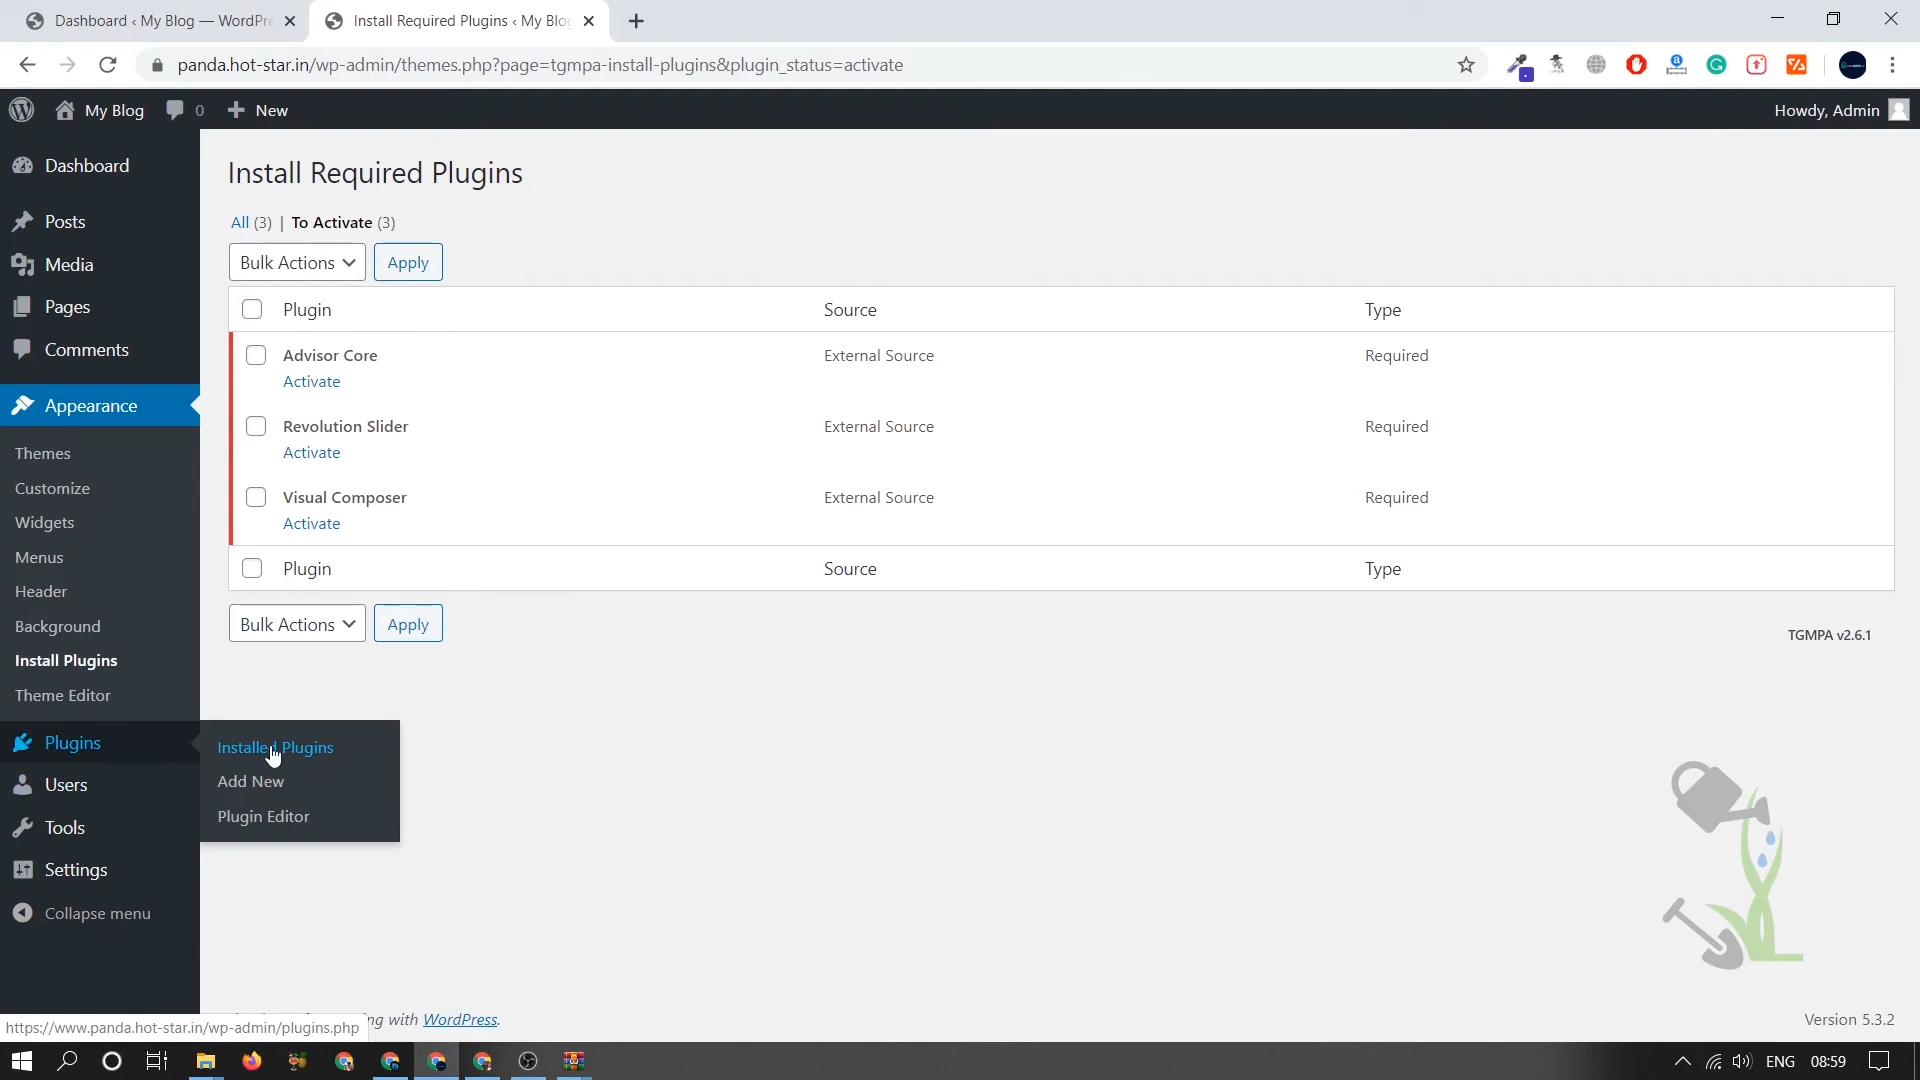 Dashboard ‹ My Blog — WordPre
Install Required Plugins ‹ My Blog
panda.hot-star.in/wp-admin/themes.php?page=tgmpa-install-plugins&plugin_status=activate
My Blog 0 New
Howdy, Admin
Dashboard
Posts
Media
Pages
Comments
Appearance
Themes
Customize
Widgets
Menus
Header
Background
Install Plugins
Theme Editor
Plugins
Users
Tools
Settings
Collapse menu
Installed Plugins
Add New
Plugin Editor
Install Required Plugins
All (3) | To Activate (3)
Bulk Actions Apply
Plugin Source Type
Advisor Core External Source Required
Activate
Revolution Slider External Source Required
Activate
Visual Composer External Source Required
Activate
Plugin Source Type
Bulk Actions Apply
TGMPA v2.6.1
with WordPress.
Version 5.3.2
https://www.panda.hot-star.in/wp-admin/plugins.php
ENG 08:59